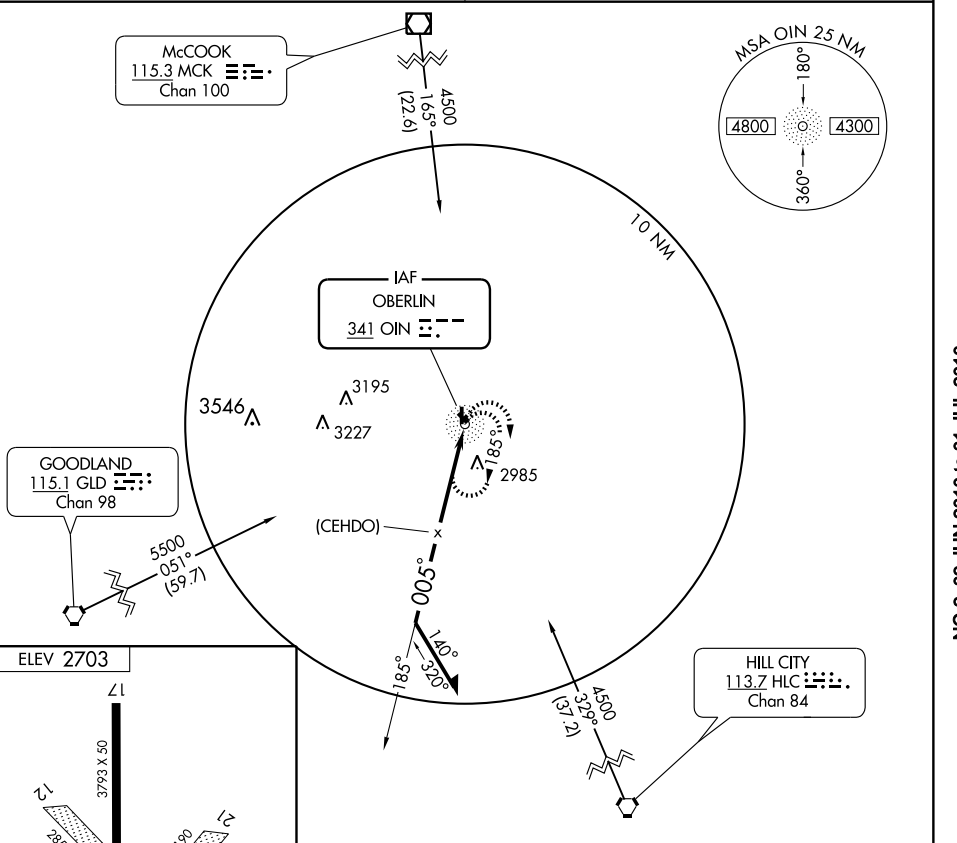 McCOOK
115.3 MCK
Chan 100
4500
165°
(22.6)
MSA OIN 25 NM
180°
4800
4300
360°
10 NM
IAF
OBERLIN
341 OIN
3546
3195
3227
185°
2985
GOODLAND
115.1 GLD
Chan 98
5500
051°
(59.7)
(CEHDO)
005°
140°
320°
185°
4500
329°
(37.2)
HILL CITY
113.7 HLC
Chan 84
ELEV 2703
17
3793 X 50
12
21